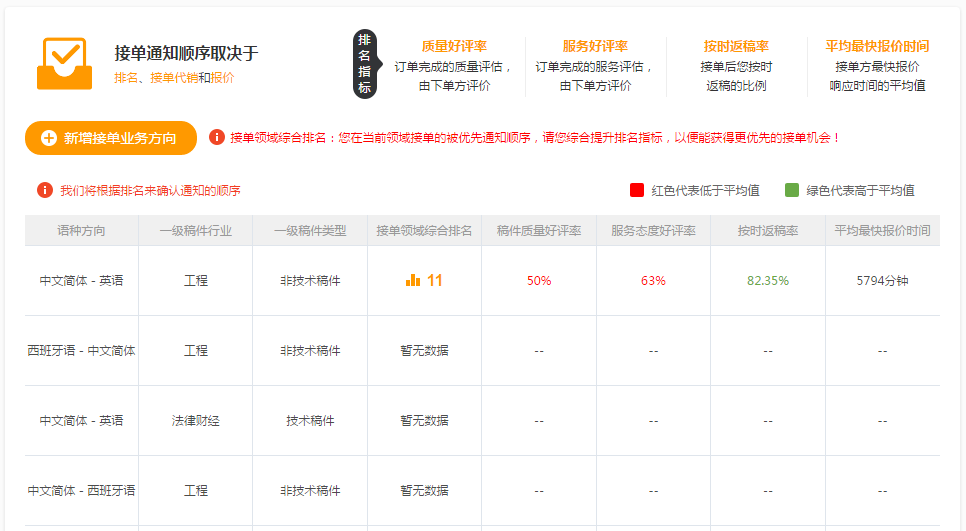 接单通知顺序取决于
排名、接单代销和报价
排名指标
质量好评率
订单完成的质量评估，
由下单方评价
服务好评率
订单完成的服务评估，
由下单方评价
按时返稿率
接单后您按时
返稿的比例
平均最快报价时间
接单方最快报价
响应时间的平均值
新增接单业务方向
接单领域综合排名：您在当前领域接单的被优先通知顺序，请您综合提升排名指标，以便能获得更优先的接单机会！
我们将根据排名来确认通知的顺序
红色代表低于平均值 绿色代表高于平均值
语种方向 一级稿件行业 一级稿件类型 接单领域综合排名 稿件质量好评率 服务态度好评率 按时返稿率 平均最快报价时间
中文简体 - 英语 工程 非技术稿件 11 50% 63% 82.35% 5794分钟
西班牙语 - 中文简体 工程 非技术稿件 暂无数据 -- -- -- --
中文简体 - 英语 法律财经 技术稿件 暂无数据 -- -- -- --
中文简体 - 西班牙语 工程 非技术稿件 暂无数据 -- -- -- --